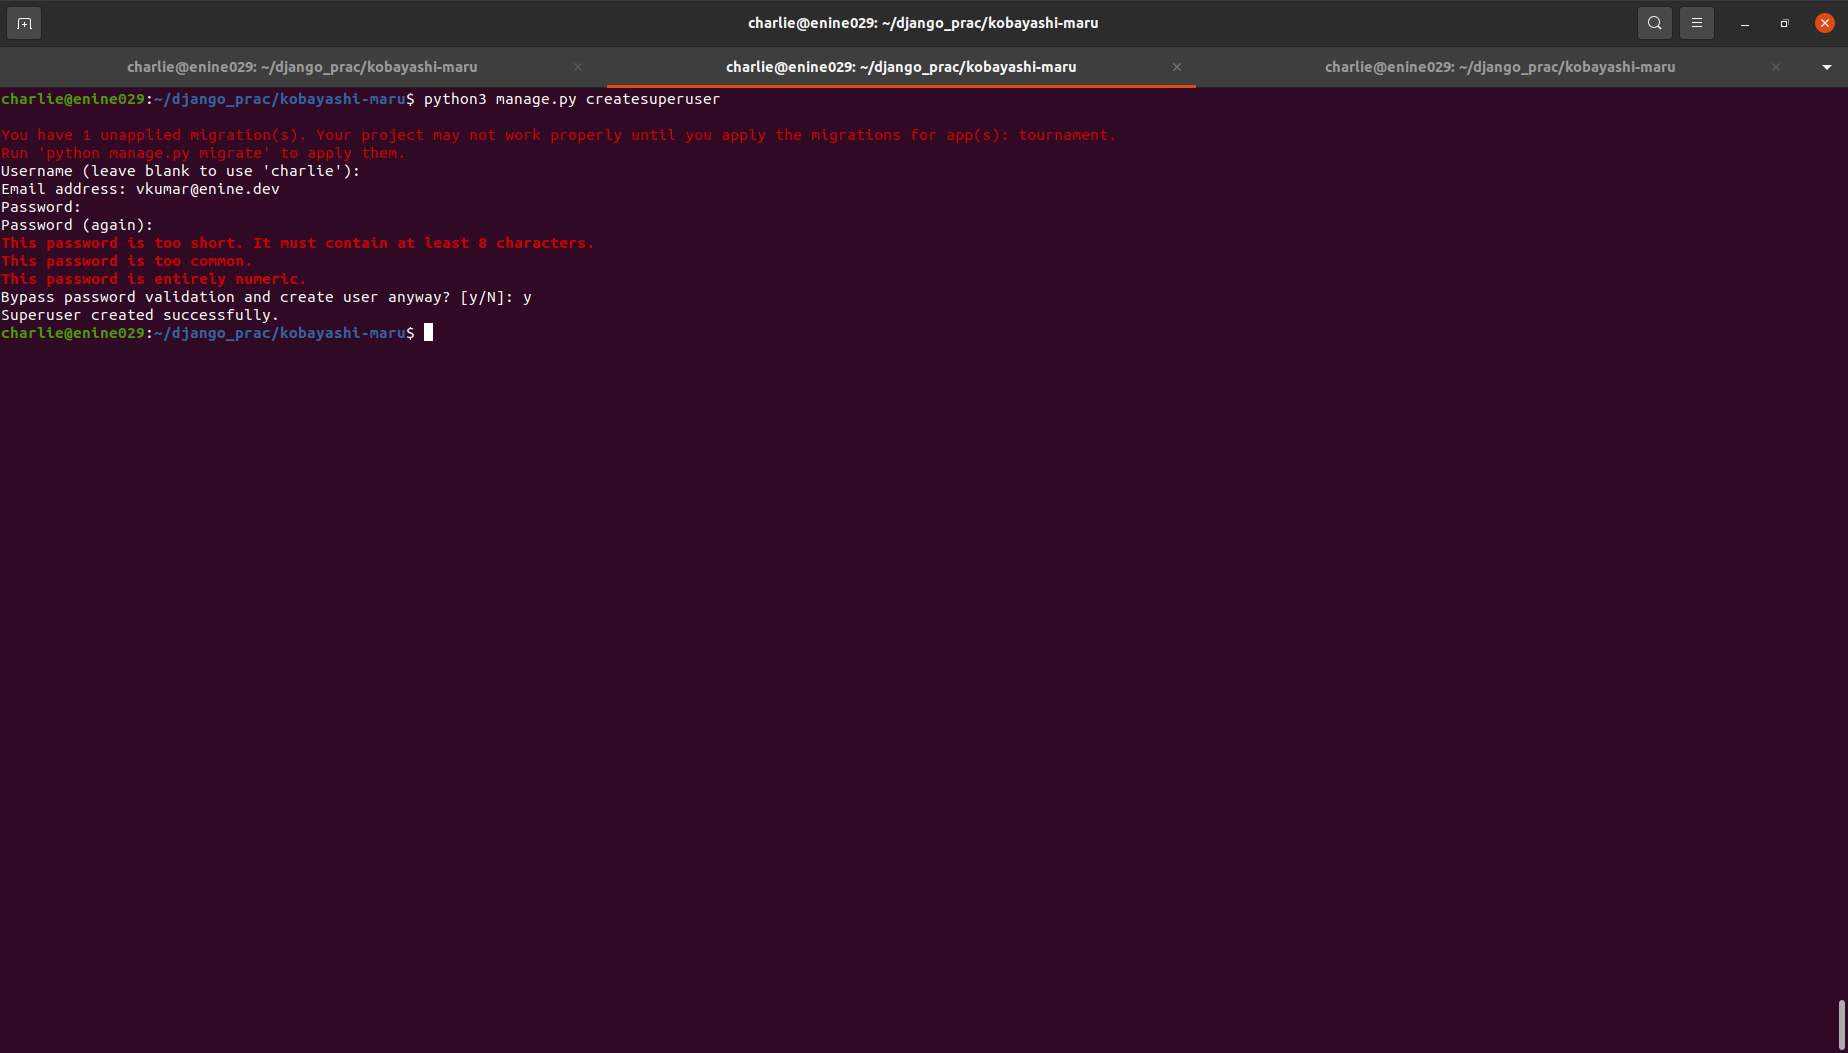 charlie@enine029: ~/django_prac/kobayashi-maru
charlie@enine029: ~/django_prac/kobayashi-maru
charlie@enine029: ~/django_prac/kobayashi-maru
charlie@enine029: ~/django_prac/kobayashi-maru
charlie@enine029:~/django_prac/kobayashi-maru$ python3 manage.py createsuperuser
You have 1 unapplied migration(s). Your project may not work properly until you apply the migrations for app(s): tournament.
Run 'python manage.py migrate' to apply them.
Username (leave blank to use 'charlie'):
Email address: vkumar@enine.dev
Password:
Password (again):
This password is too short. It must contain at least 8 characters.
This password is too common.
This password is entirely numeric.
Bypass password validation and create user anyway? [y/N]: y
Superuser created successfully.
charlie@enine029:~/django_prac/kobayashi-maru$